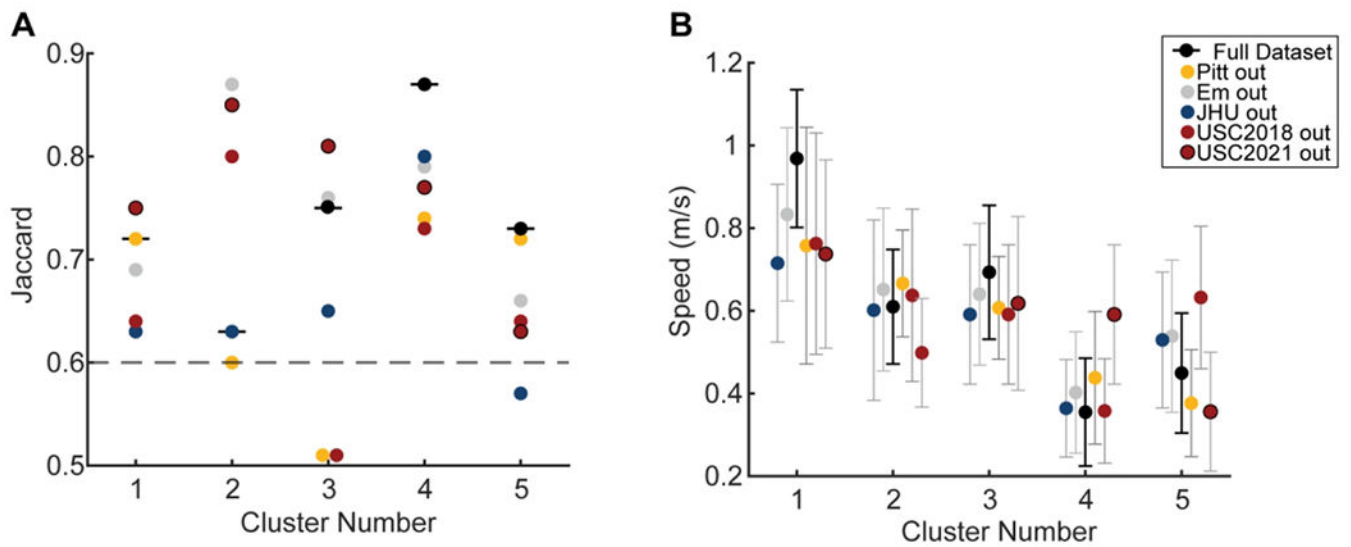 A
0.9
0.8
0.7
0.6
0.5
Jaccard
1 2 3 4 5
Cluster Number
B
1.2
1
0.8
0.6
0.4
0.2
Speed (m/s)
1 2 3 4 5
Cluster Number
Full Dataset
Pitt out
Em out
JHU out
USC2018 out
USC2021 out